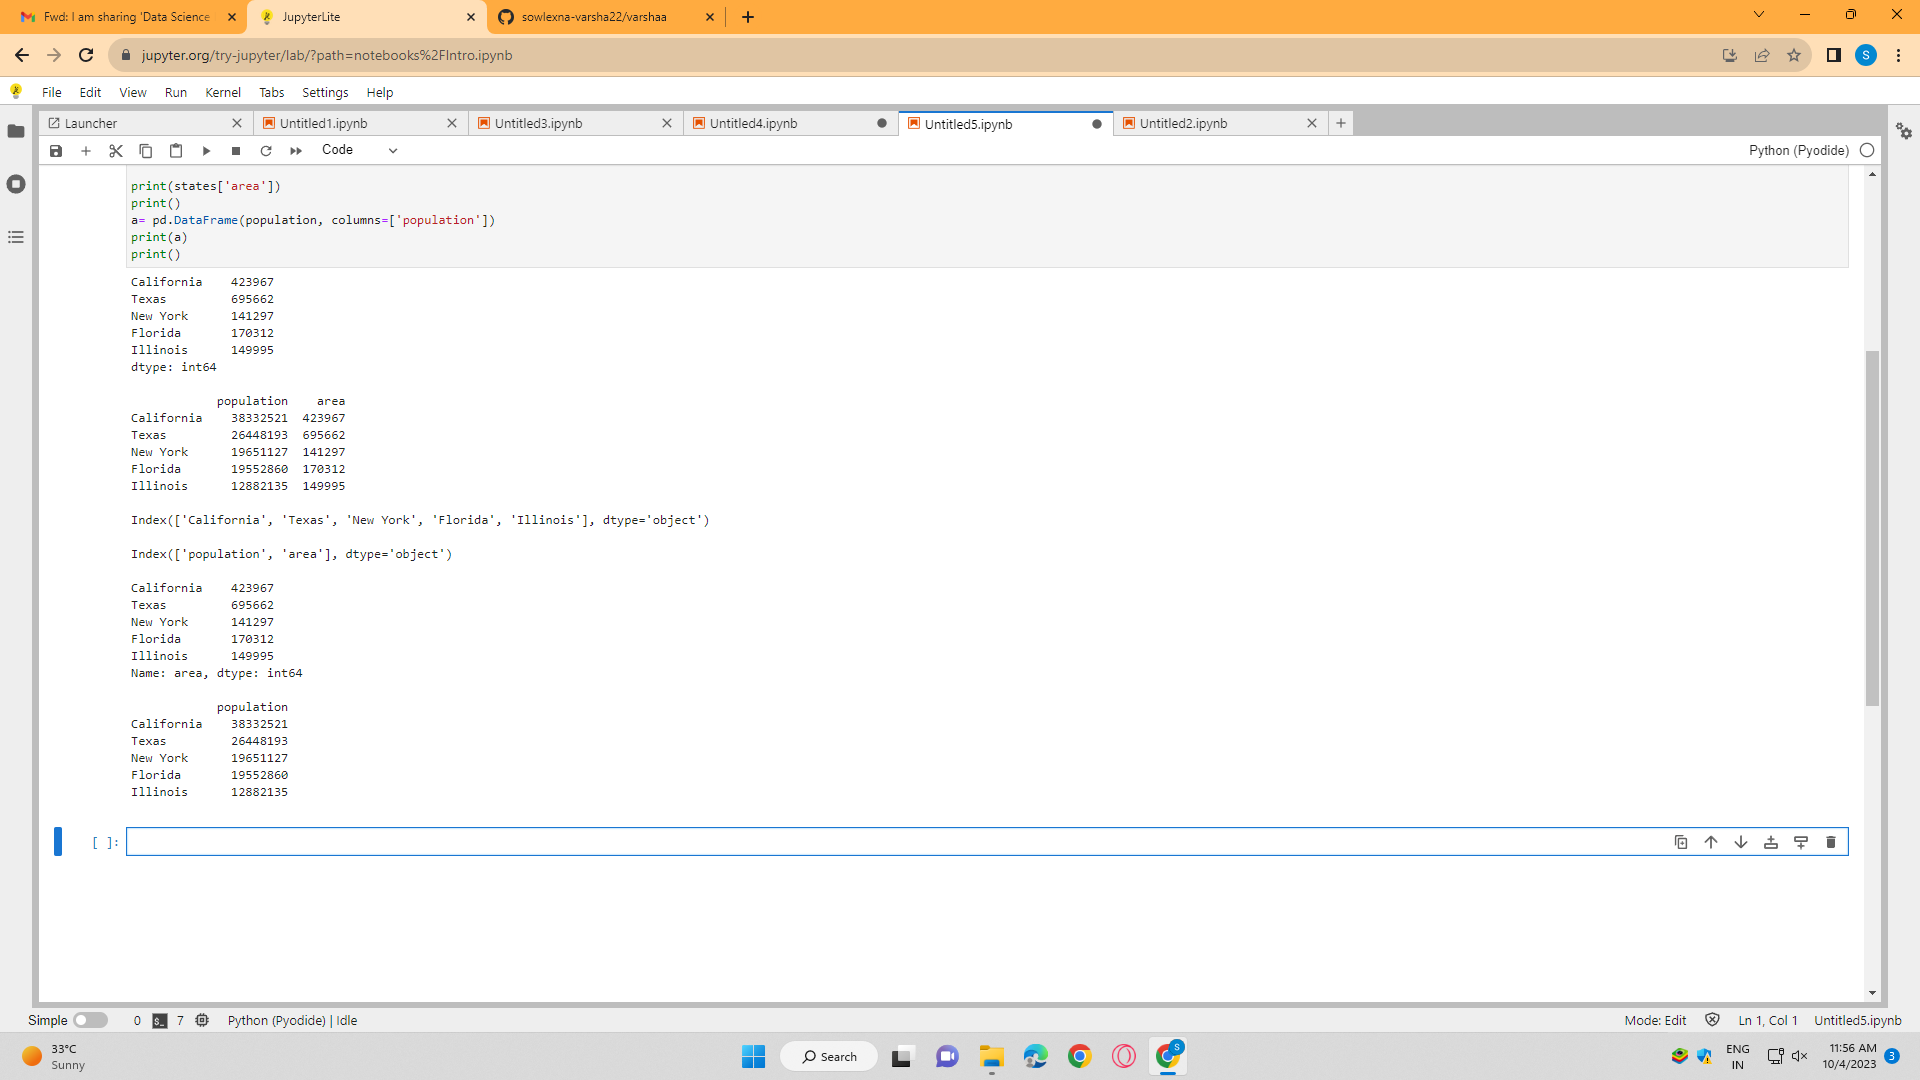 Fwd: I am sharing 'Data Science
JupyterLite
sowlexna-varsha22/varshaa
jupyter.org/try-jupyter/lab/?path=notebooks%2FIntro.ipynb
S
File Edit View Run Kernel Tabs Settings Help
Launcher
Untitled1.ipynb
Untitled3.ipynb
Untitled4.ipynb
Untitled5.ipynb
Untitled2.ipynb
Code
Python (Pyodide)
print(states['area'])
print()
a= pd.DataFrame(population, columns=['population'])
print(a)
print()
California    423967
Texas         695662
New York      141297
Florida       170312
Illinois      149995
dtype: int64
            population    area
California    38332521  423967
Texas         26448193  695662
New York      19651127  141297
Florida       19552860  170312
Illinois      12882135  149995
Index(['California', 'Texas', 'New York', 'Florida', 'Illinois'], dtype='object')
Index(['population', 'area'], dtype='object')
California    423967
Texas         695662
New York      141297
Florida       170312
Illinois      149995
Name: area, dtype: int64
            population
California    38332521
Texas         26448193
New York      19651127
Florida       19552860
Illinois      12882135
[ ]:
Simple 0 7 Python (Pyodide) | Idle
Mode: Edit Ln 1, Col 1 Untitled5.ipynb
33°C
Sunny
Search
S
ENG
IN
11:56 AM
10/4/2023
3